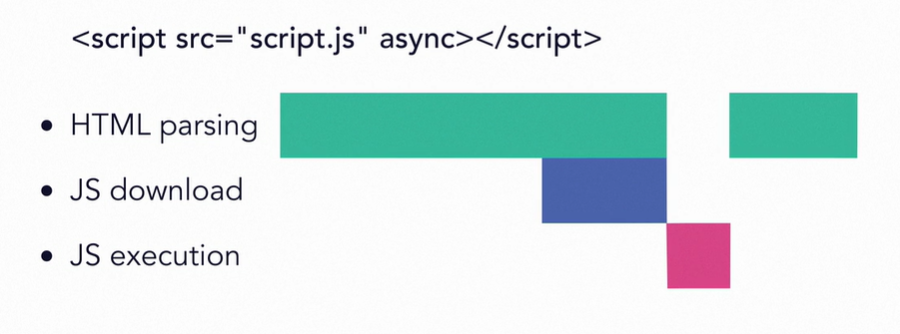 <script src="script.js" async></script>
• HTML parsing
• JS download
• JS execution